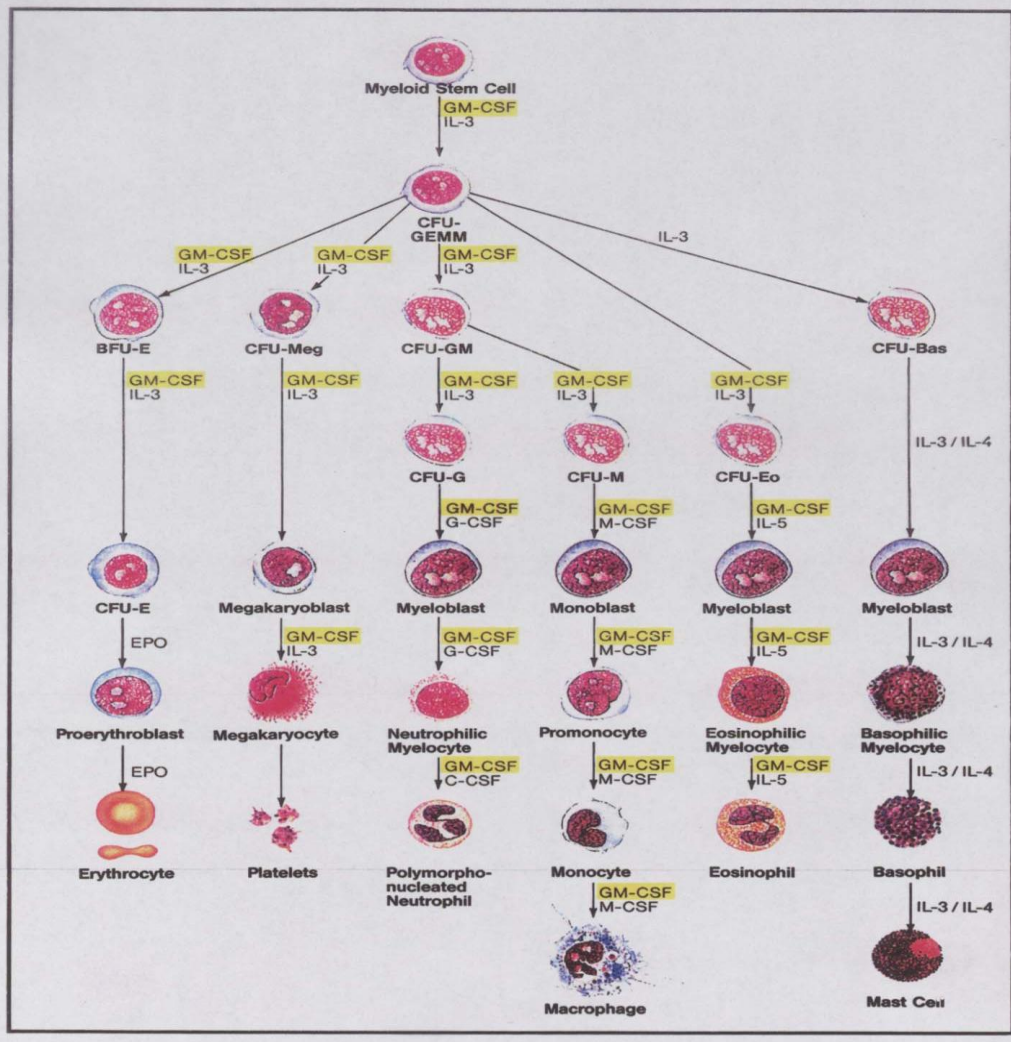 Myeloid Stem Cell
GM-CSF
IL-3
CFU-
GEMM
GM-CSF
IL-3
GM-CSF
IL-3
GM-CSF
IL-3
IL-3
BFU-E
CFU-Meg
CFU-GM
CFU-Bas
GM-CSF
IL-3
GM-CSF
IL-3
GM-CSF
IL-3
GM-CSF
IL-3
GM-CSF
IL-3
CFU-G
CFU-M
CFU-Eo
IL-3 / IL-4
GM-CSF
G-CSF
GM-CSF
M-CSF
GM-CSF
IL-5
CFU-E
Megakaryoblast
Myeloblast
Monoblast
Myeloblast
Myeloblast
EPO
GM-CSF
IL-3
GM-CSF
G-CSF
GM-CSF
M-CSF
GM-CSF
IL-5
IL-3 / IL-4
Proerythroblast
Megakaryocyte
Neutrophilic
Myelocyte
Promonocyte
Eosinophilic
Myelocyte
Basophilic
Myelocyte
EPO
GM-CSF
C-CSF
GM-CSF
M-CSF
GM-CSF
IL-5
IL-3 / IL-4
Erythrocyte
Platelets
Polymorpho-
nucleated
Neutrophil
Monocyte
Eosinophil
Basophil
GM-CSF
M-CSF
IL-3 / IL-4
Macrophage
Mast Cell